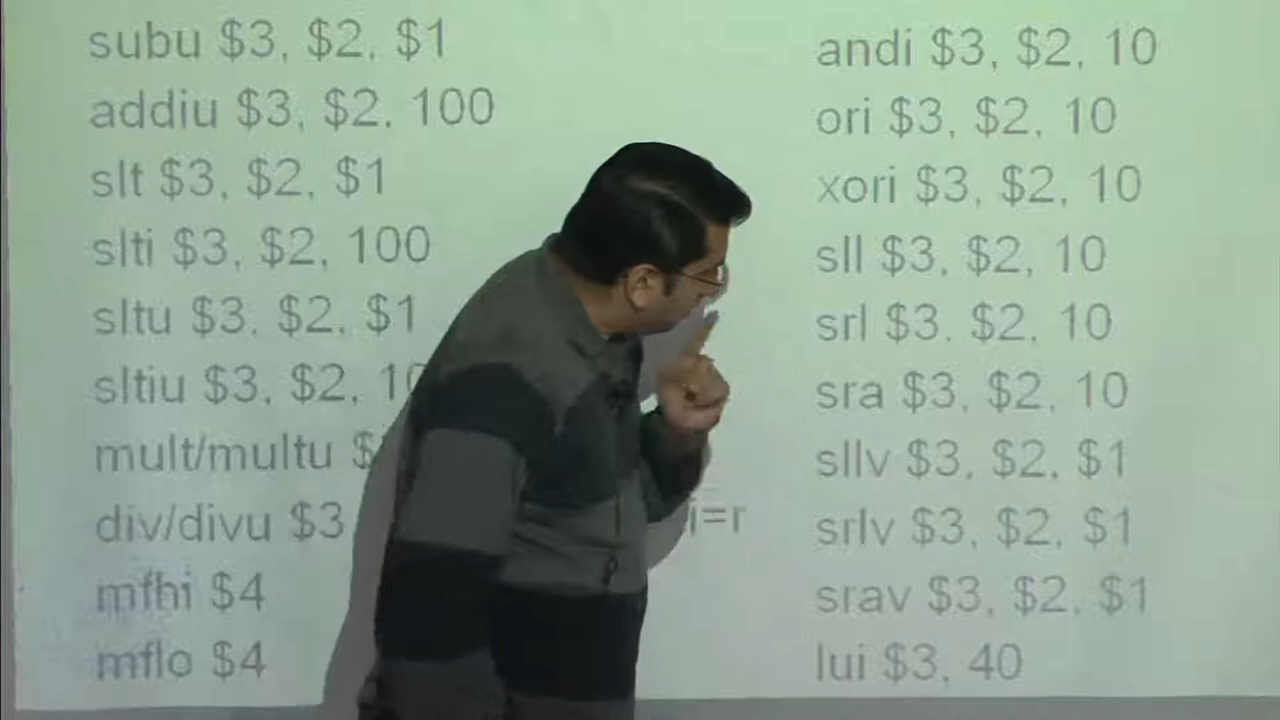 subu $3, $2, $1
addiu $3, $2, 100
slt $3, $2, $1
slti $3, $2, 100
sltu $3, $2, $1
sltiu $3, $2,
mult/multu
div/divu $3 i=r
mfhi $4
mflo $4
andi $3, $2, 10
ori $3, $2, 10
xori $3, $2, 10
sll $3, $2, 10
srl $3, $2, 10
sra $3, $2, 10
sllv $3, $2, $1
srlv $3, $2, $1
srav $3, $2, $1
lui $3, 40